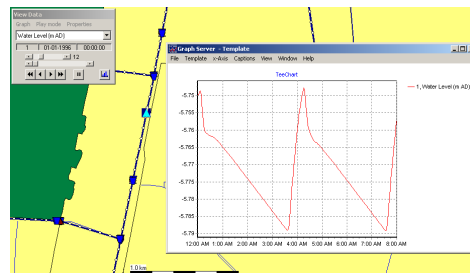 View Data
Graph Play mode Properties
Water Level (m AD)
1 01-01-1996 00:00:00
12
Graph Server - Template
File Template x-Axis Captions View Window Help
TeeChart
1, Water Level (m AD)
-5.75
-5.755
-5.76
-5.765
-5.77
-5.775
-5.78
-5.785
-5.79
12:00 AM 1:00 AM 2:00 AM 3:00 AM 4:00 AM 5:00 AM 6:00 AM 7:00 AM 8:00 AM
1.0 km